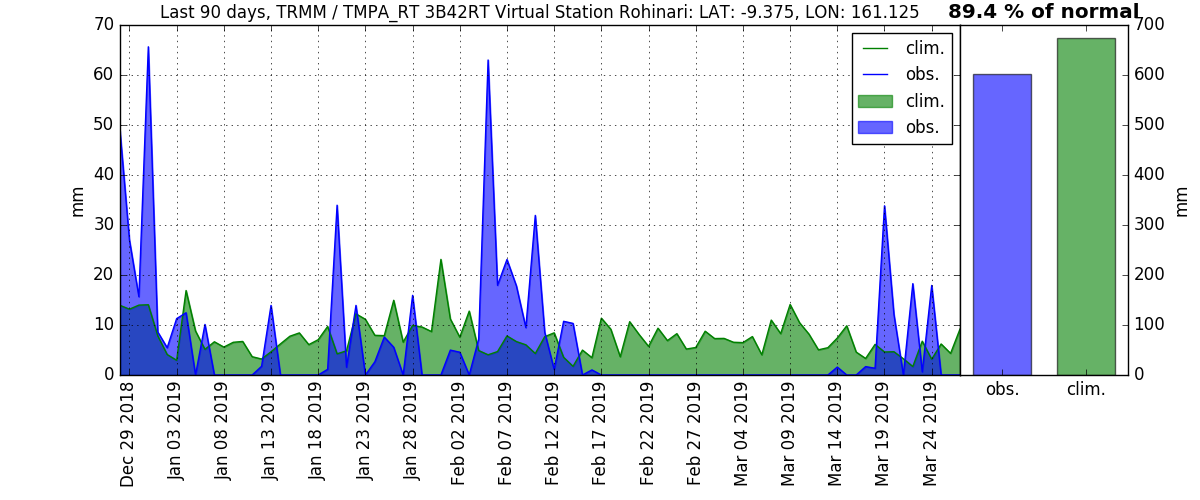 Last 90 days, TRMM / TMPA_RT 3B42RT Virtual Station Rohinari: LAT: -9.375, LON: 161.125
89.4 % of normal
70
60
50
40
30
20
10
0
mm
clim.
obs.
clim.
obs.
700
600
500
400
300
200
100
0
mm
obs.
clim.
Dec 29 2018
Jan 03 2019
Jan 08 2019
Jan 13 2019
Jan 18 2019
Jan 23 2019
Jan 28 2019
Feb 02 2019
Feb 07 2019
Feb 12 2019
Feb 17 2019
Feb 22 2019
Feb 27 2019
Mar 04 2019
Mar 09 2019
Mar 14 2019
Mar 19 2019
Mar 24 2019